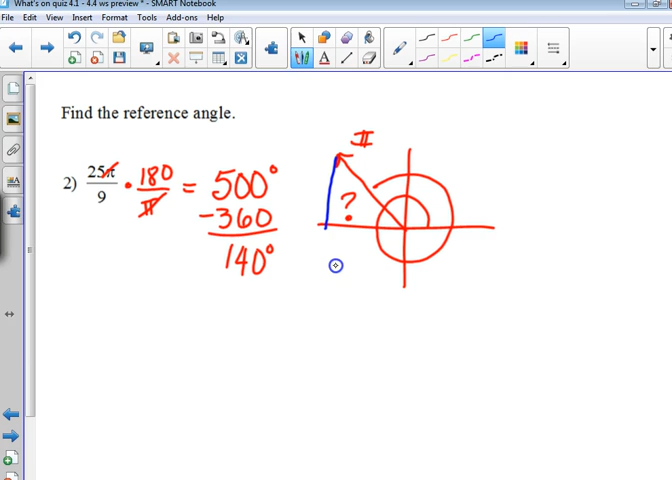 What's on quiz 4.1 - 4.4 ws preview * - SMART Notebook
File Edit View Insert Format Tools Add-ons Help
Find the reference angle.
2) 25π/9 • 180/π = 500°
-360
140°
II
?